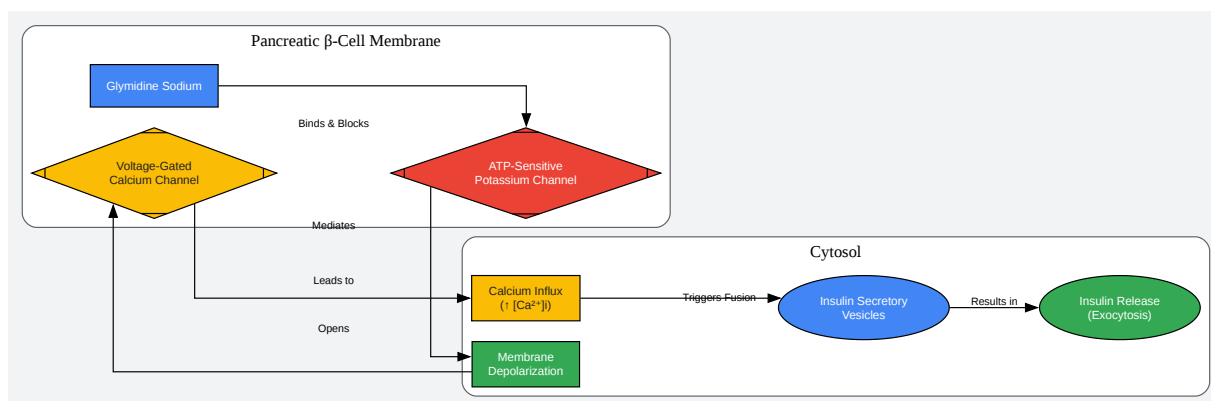 Pancreatic β-Cell Membrane
Glymidine Sodium
Binds & Blocks
Voltage-Gated
Calcium Channel
ATP-Sensitive
Potassium Channel
Mediates
Cytosol
Leads to
Calcium Influx
(↑ [Ca²⁺]i)
Triggers Fusion
Insulin Secretory
Vesicles
Results in
Insulin Release
(Exocytosis)
Opens
Membrane
Depolarization